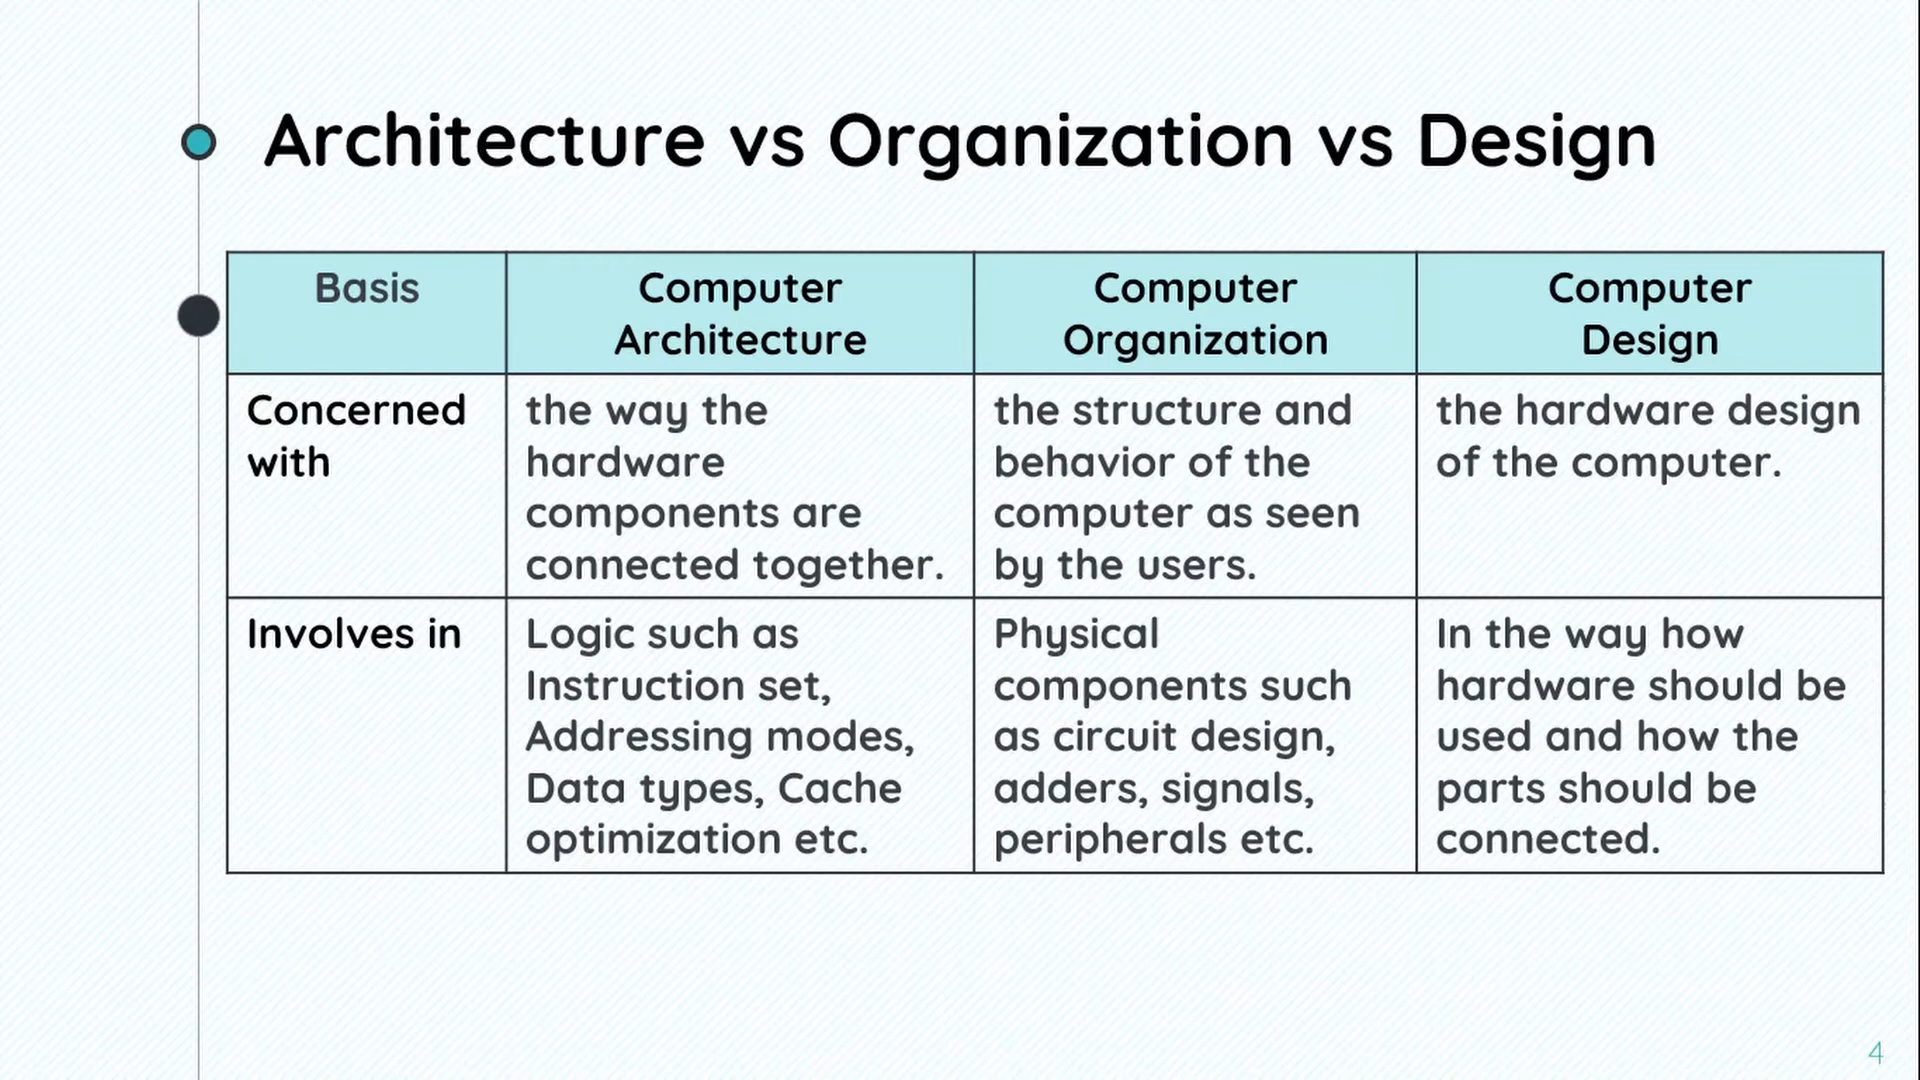 Architecture vs Organization vs Design
Basis
Computer
Architecture
Computer
Organization
Computer
Design
Concerned
with
the way the
hardware
components are
connected together.
the structure and
behavior of the
computer as seen
by the users.
the hardware design
of the computer.
Involves in
Logic such as
Instruction set,
Addressing modes,
Data types, Cache
optimization etc.
Physical
components such
as circuit design,
adders, signals,
peripherals etc.
In the way how
hardware should be
used and how the
parts should be
connected.
4